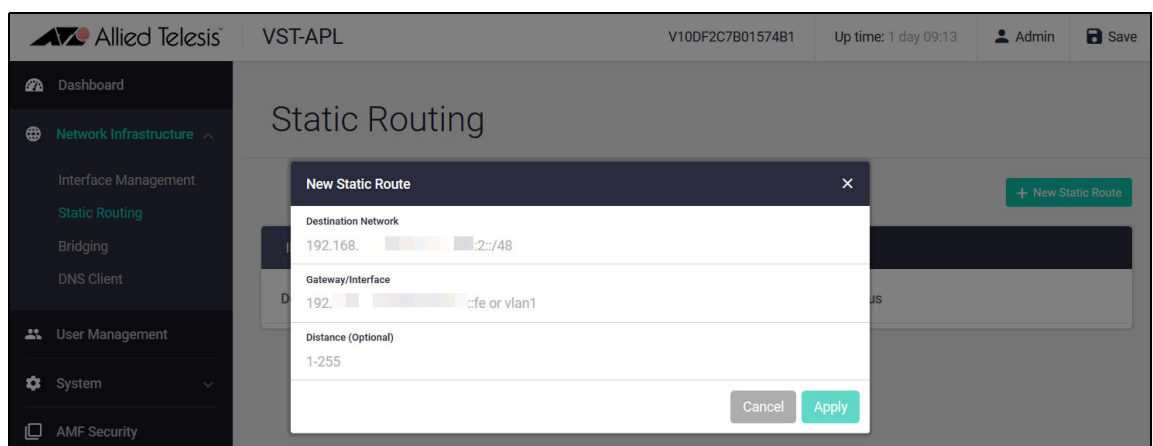 Allied Telesis
VST-APL
V10DF2C7B01574B1
Up time: 1 day 09:13
Admin
Save
Dashboard
Network Infrastructure
Interface Management
Static Routing
Bridging
DNS Client
User Management
System
AMF Security
Static Routing
+ New Static Route
New Static Route
Destination Network
192.168. :2::/48
Gateway/Interface
192. ::fe or vlan1
Distance (Optional)
1-255
Cancel
Apply